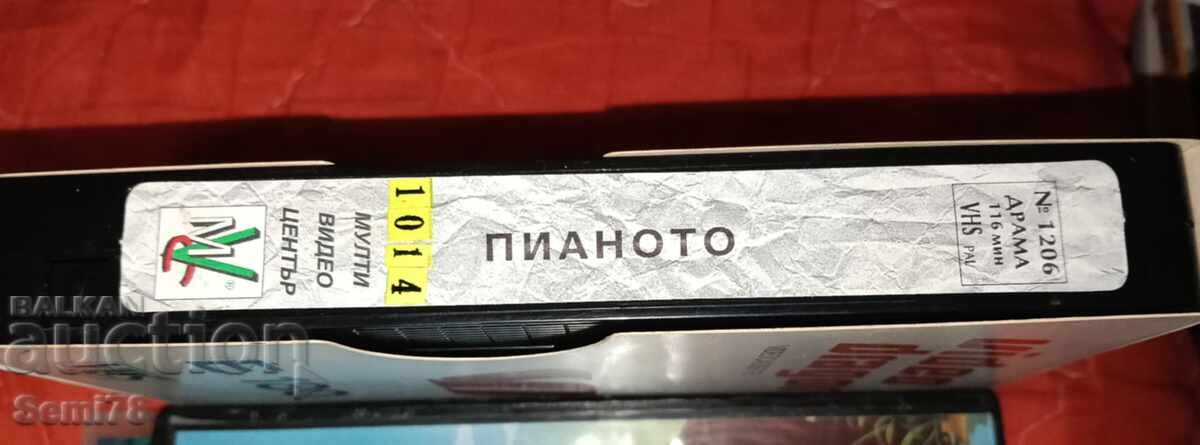 МУЛТИ
ВИДЕО
ЦЕНТЪР
1014
ПИАНОТО
№ 1206
ДРАМА
116 МИН
VHS PAL
BALKAN
auction
Semi78